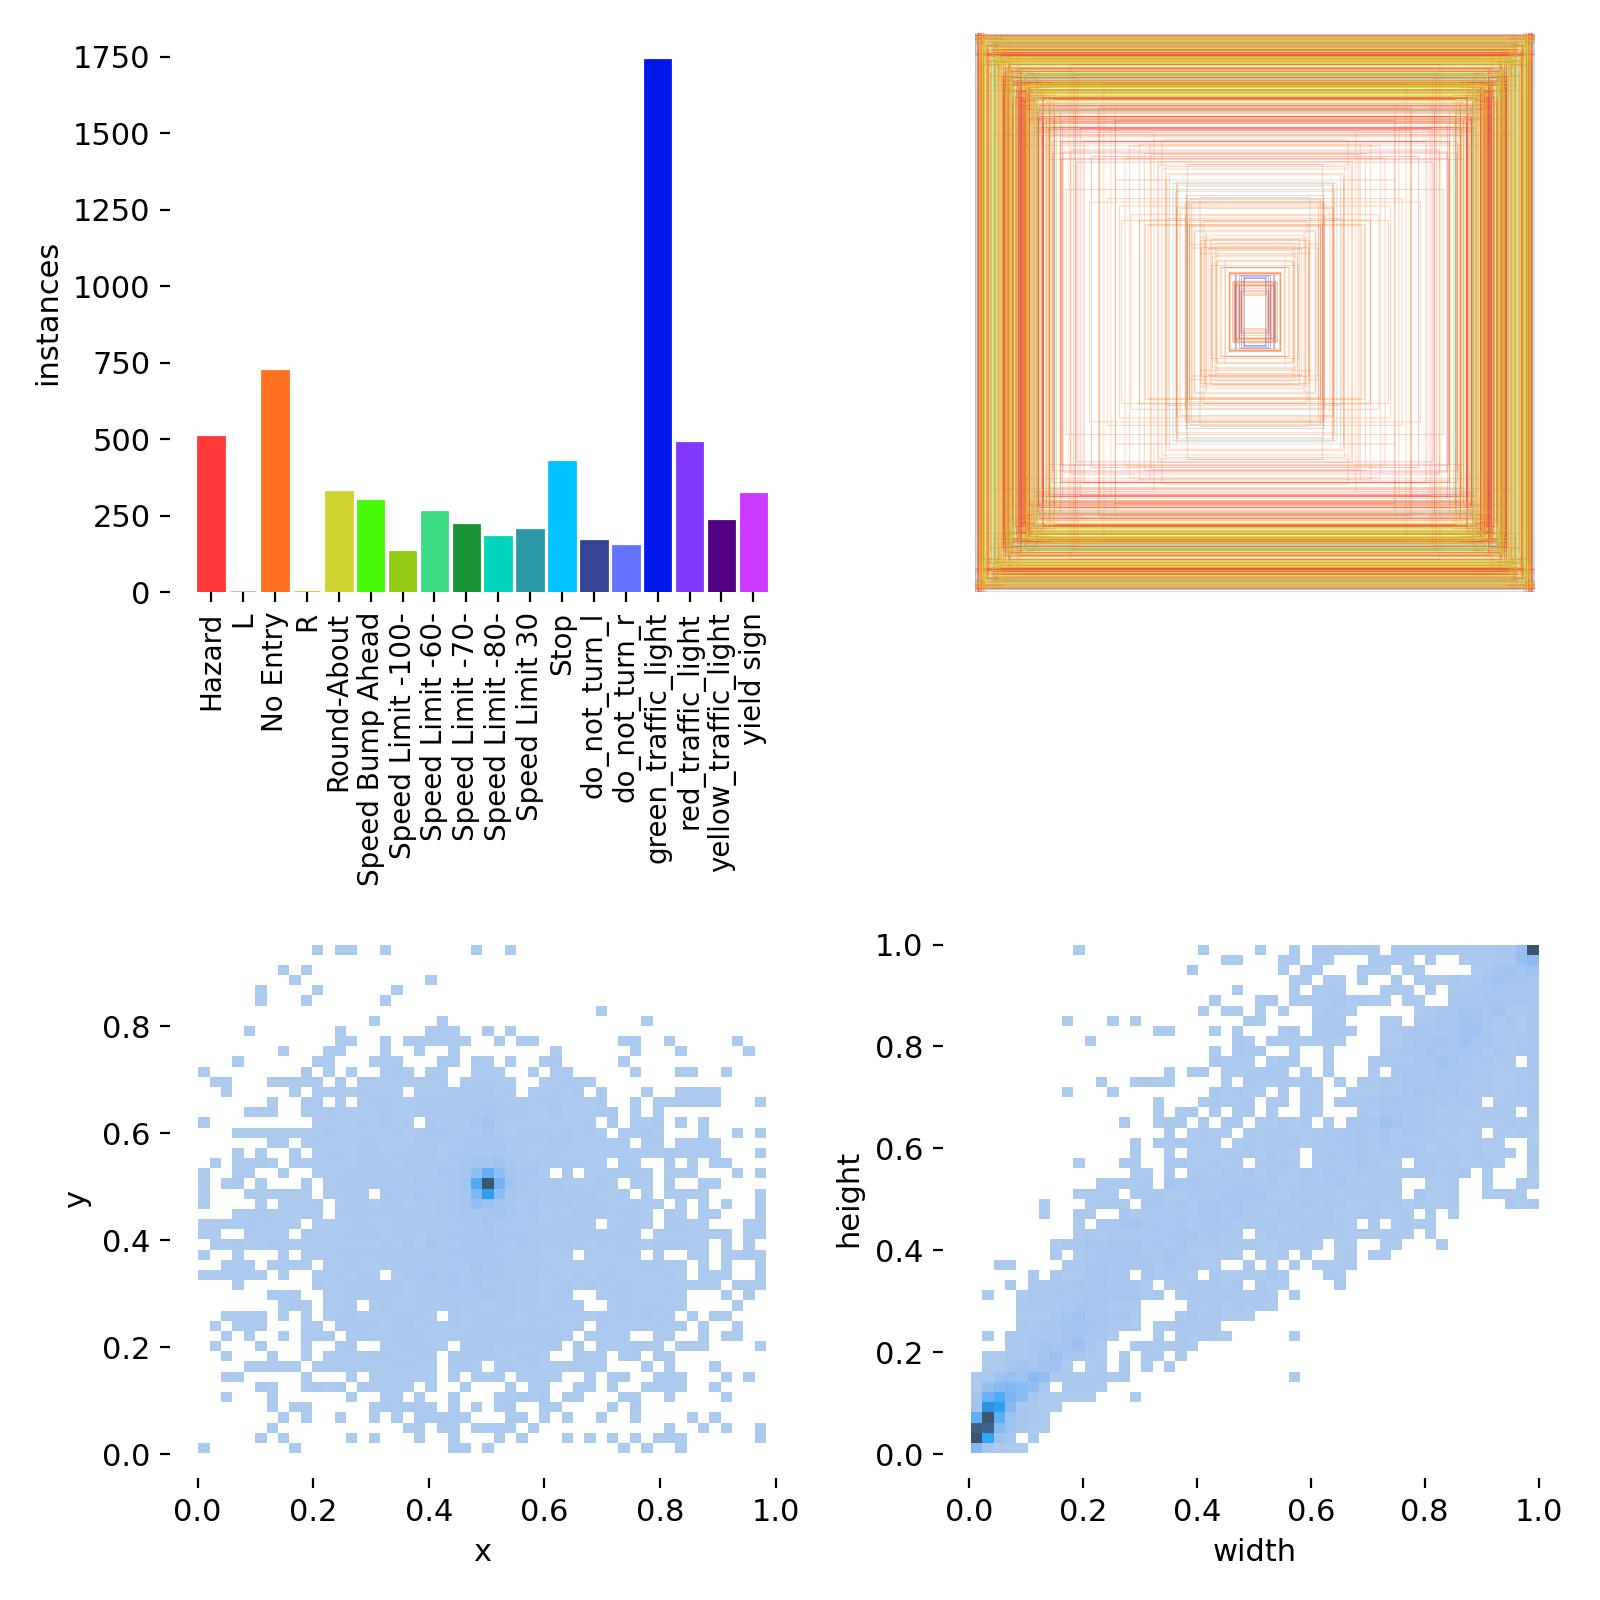 1750
1500
1250
1000
750
500
250
0
instances
Hazard
L
No Entry
R
Round-About
Speed Bump Ahead
Speed Limit -100-
Speed Limit -60-
Speed Limit -70-
Speed Limit -80-
Speed Limit 30
Stop
do_not_turn_l
do_not_turn_r
green_traffic_light
red_traffic_light
yellow_traffic_light
yield_sign
0.8
0.6
0.4
0.2
0.0
y
0.0 0.2 0.4 0.6 0.8 1.0
x
1.0
0.8
0.6
0.4
0.2
0.0
height
0.0 0.2 0.4 0.6 0.8 1.0
width